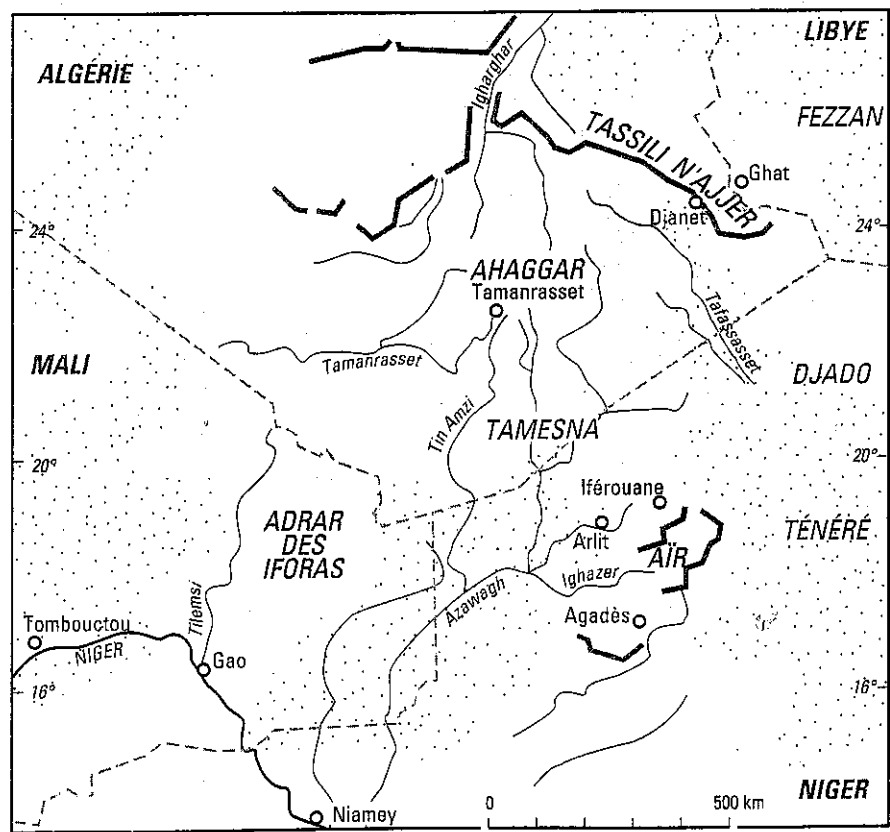 LIBYE
ALGÉRIE
Igharghar
FEZZAN
TASSILI N'AJJER
Ghat
Djanet
24°
24°
AHAGGAR
Tamanrasset
Tafassasset
Tamanrasset
MALI
DJADO
Tin Amzi
TAMESNA
20°
20°
Iférouane
ADRAR
DES
IFORAS
Arlit
TÉNÉRÉ
AÏR
Ighazer
Tilemsi
Azawagh
Agadès
Tombouctou
NIGER
Gao
16°
16°
0
500 km
NIGER
Niamey